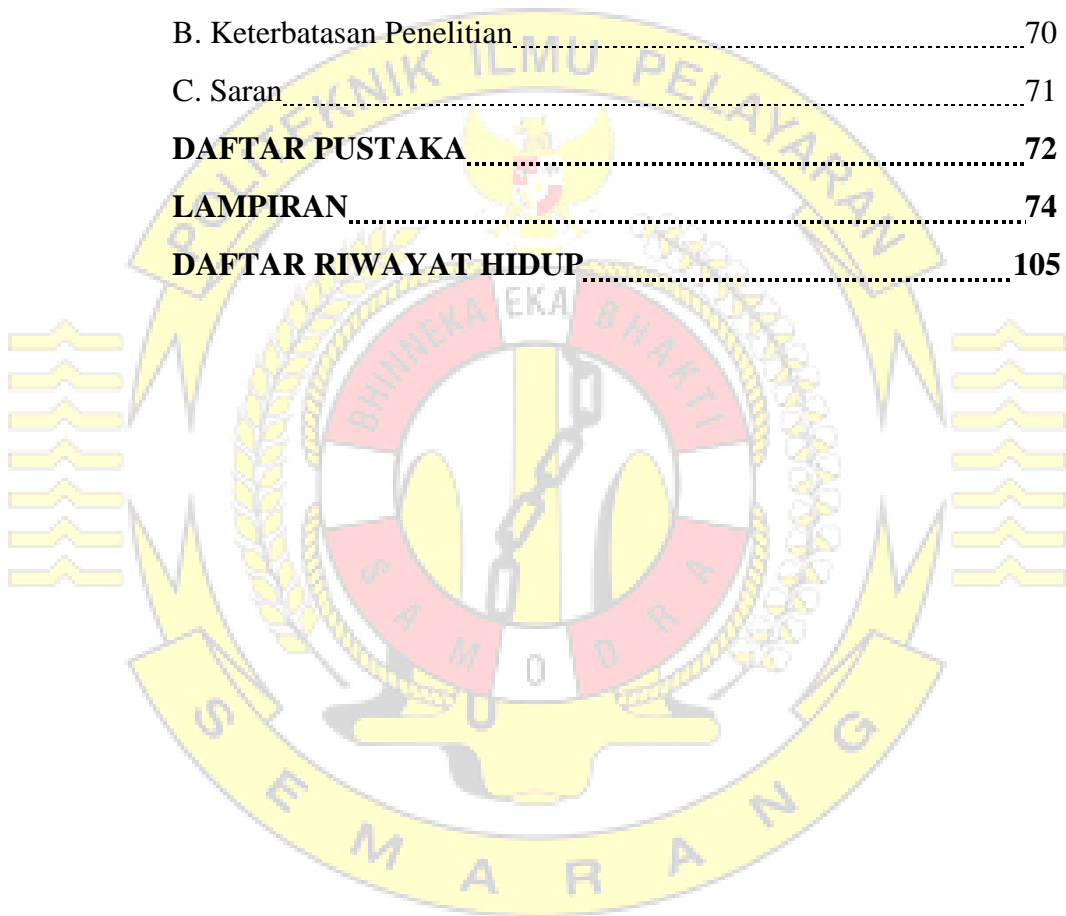 B. Keterbatasan Penelitian 70
C. Saran 71
DAFTAR PUSTAKA 72
LAMPIRAN 74
DAFTAR RIWAYAT HIDUP 105
POLITEKNIK ILMU PELAYARAN
BHINNEKA EKA BHAKTI
SAMODRA
SEMARANG